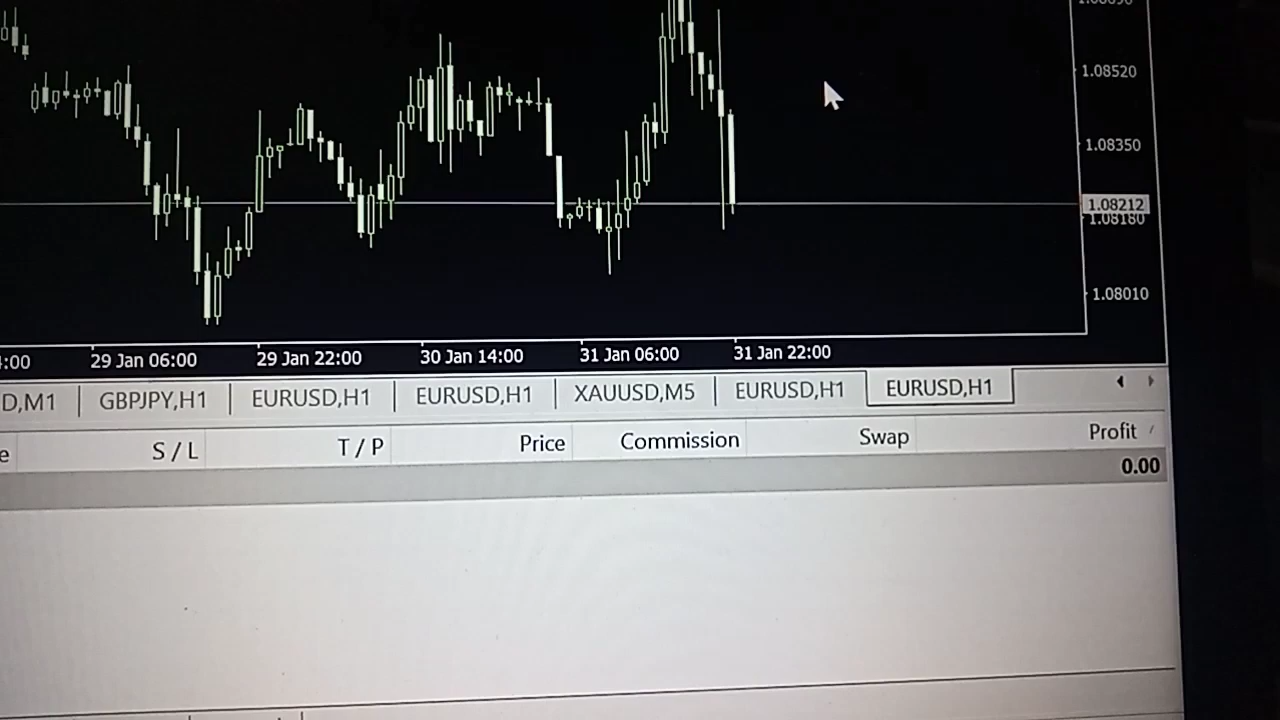 1.08520
1.08350
1.08212
1.08180
1.08010
:00 29 Jan 06:00 29 Jan 22:00 30 Jan 14:00 31 Jan 06:00 31 Jan 22:00
D,M1 GBPJPY,H1 EURUSD,H1 EURUSD,H1 XAUUSD,M5 EURUSD,H1 EURUSD,H1
e S / L T / P Price Commission Swap Profit /
0.00